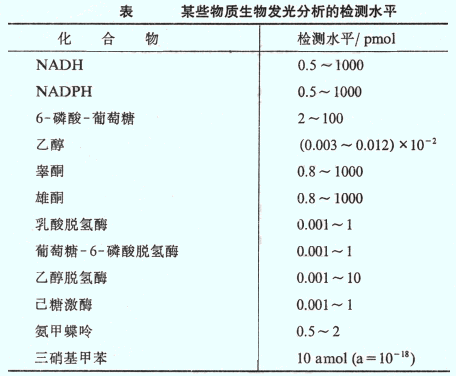 表 某些物质生物发光分析的检测水平
化 合 物 检测水平/ pmol
NADH 0.5～1000
NADPH 0.5～1000
6-磷酸-葡萄糖 2～100
乙醇 (0.003～0.012)×10⁻²
睾酮 0.8～1000
雄酮 0.8～1000
乳酸脱氢酶 0.001～1
葡萄糖-6-磷酸脱氢酶 0.001～1
乙醇脱氢酶 0.001～10
己糖激酶 0.001～1
氨甲蝶呤 0.5～2
三硝基甲苯 10 amol (a=10⁻¹⁸)